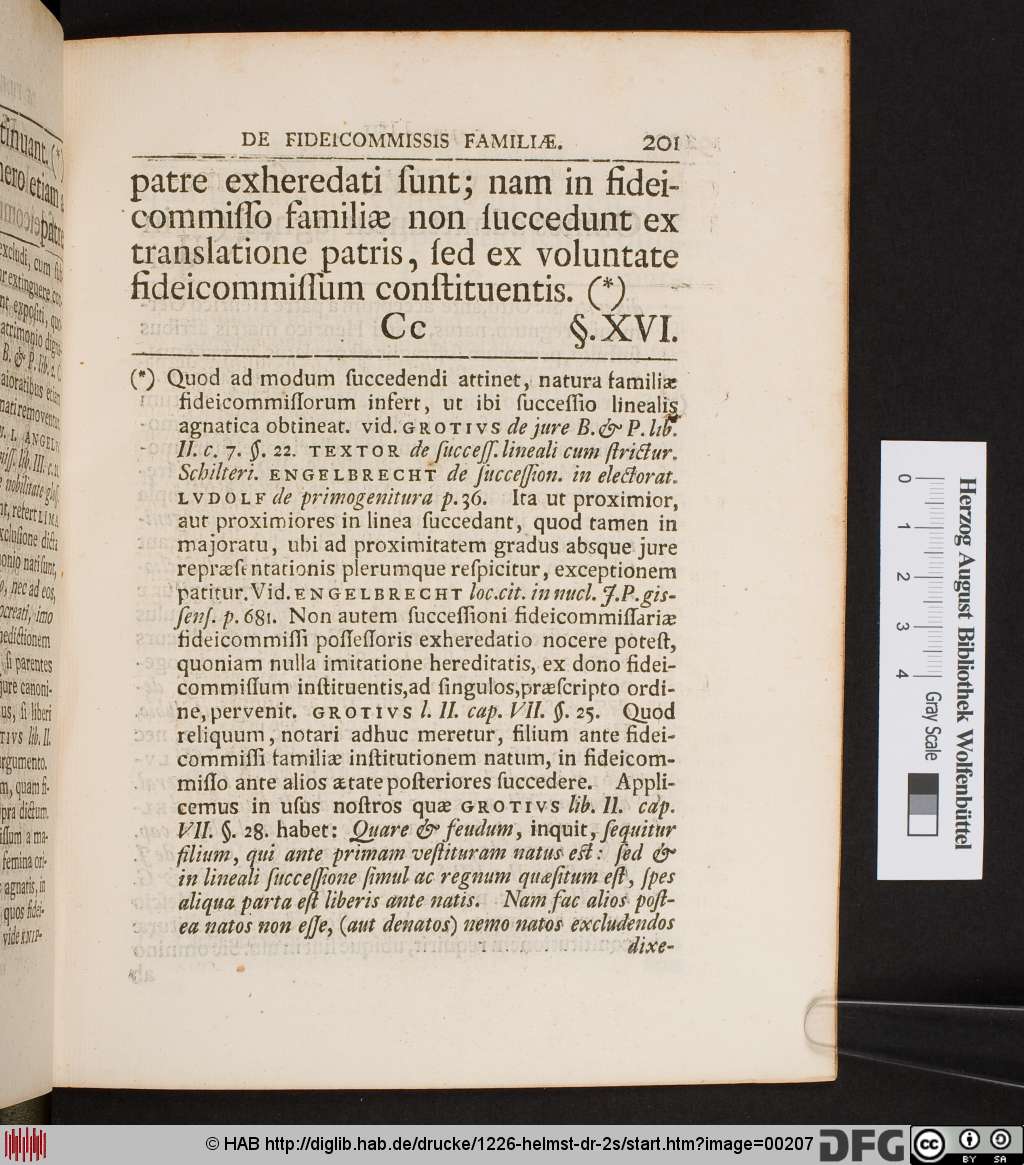 DE FIDEICOMMISSIS FAMILIÆ. 201
patre exheredati ſunt; nam in fidei-
commiſſo familiæ non ſuccedunt ex
translatione patris, ſed ex voluntate
fideicommiſſum conſtituentis. (*)
Cc §. XVI.
(*) Quod ad modum ſuccedendi attinet, natura familiæ
fideicommiſſorum infert, ut ibi ſucceſſio linealis
agnatica obtineat. vid. GROTIVS de jure B. & P. lib.
II. c. 7. §. 22. TEXTOR de ſucceſſ. lineali cum ſtrictur.
Schilteri. ENGELBRECHT de ſucceſſion. in electorat.
LVDOLF de primogenitura p. 36. Ita ut proximior,
aut proximiores in linea ſuccedant, quod tamen in
majoratu, ubi ad proximitatem gradus absque jure
repræſentationis plerumque reſpicitur, exceptionem
patitur. Vid. ENGELBRECHT loc. cit. in nucl. J. P. gis-
ſenſ. p. 681. Non autem ſucceſſioni fideicommiſſariæ
fideicommiſſi poſſeſſoris exheredatio nocere poteſt,
quoniam nulla imitatione hereditatis, ex dono fidei-
commiſſum inſtituentis, ad ſingulos, præſcripto ordi-
ne, pervenit. GROTIVS l. II. cap. VII. §. 25. Quod
reliquum, notari adhuc meretur, filium ante fidei-
commiſſi familiæ inſtitutionem natum, in fideicom-
miſſo ante alios ætate poſteriores ſuccedere. Appli-
cemus in uſus noſtros quæ GROTIVS lib. II. cap.
VII. §. 28. habet: Quare & feudum, inquit, ſequitur
filium, qui ante primam veſtituram natus eſt: ſed &
in lineali ſucceſſione ſimul ac regnum quæſitum eſt, ſpes
aliqua parta eſt liberis ante natis. Nam fac alios poſt-
ea natos non eſſe, (aut denatos) nemo natos excludendos
dixe-
Herzog August Bibliothek Wolfenbüttel
0 1 2 3 4
Gray Scale
© HAB http://diglib.hab.de/drucke/1226-helmst-dr-2s/start.htm?image=00207
DFG
cc BY SA